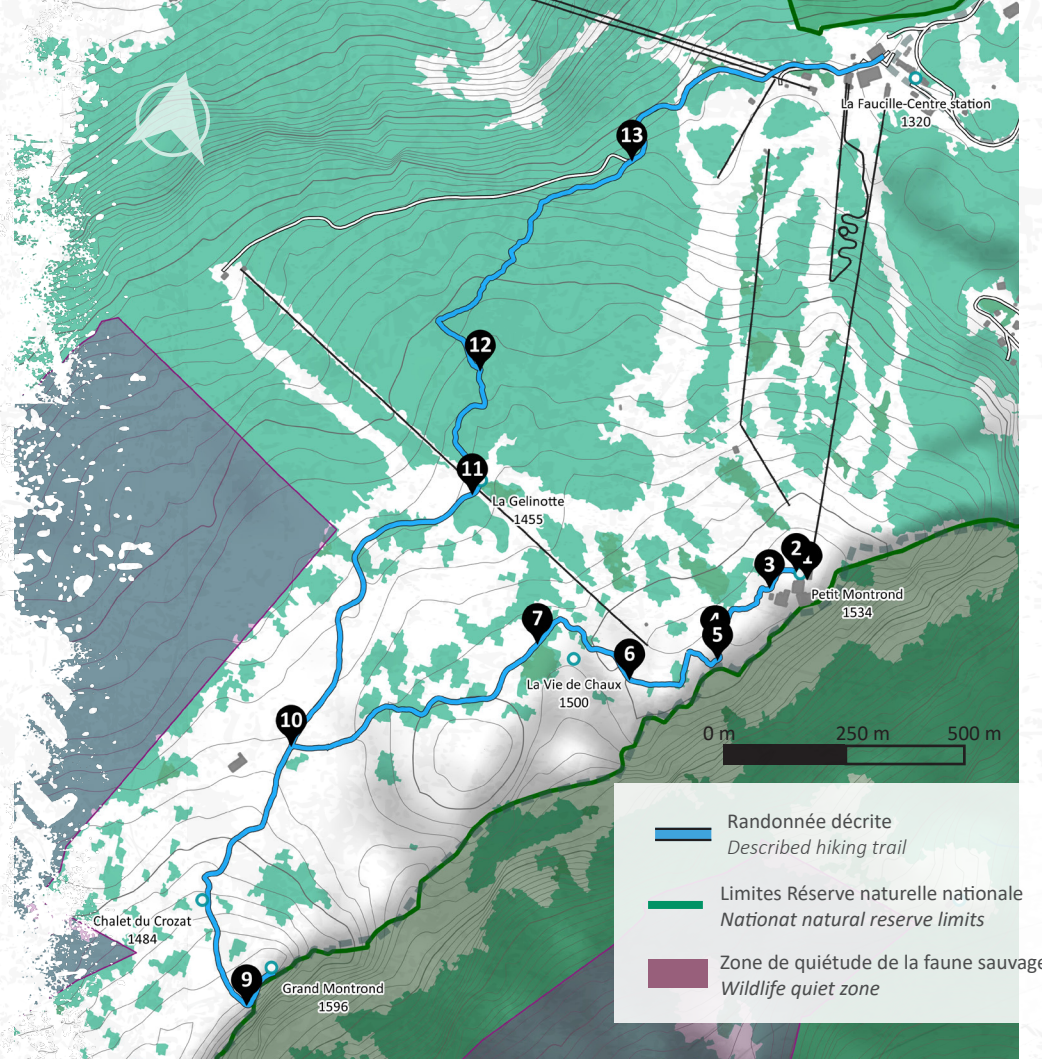 La Faucille-Centre station
1320
13
12
11
La Gelinotte
1455
2
1
3
Petit Montrond
1534
4
5
7
6
La Vie de Chaux
1500
10
0 m
250 m
500 m
Randonnée décrite
Described hiking trail
Limites Réserve naturelle nationale
Nationat natural reserve limits
Zone de quiétude de la faune sauvage
Wildlife quiet zone
Chalet du Crozat
1484
9
Grand Montrond
1596